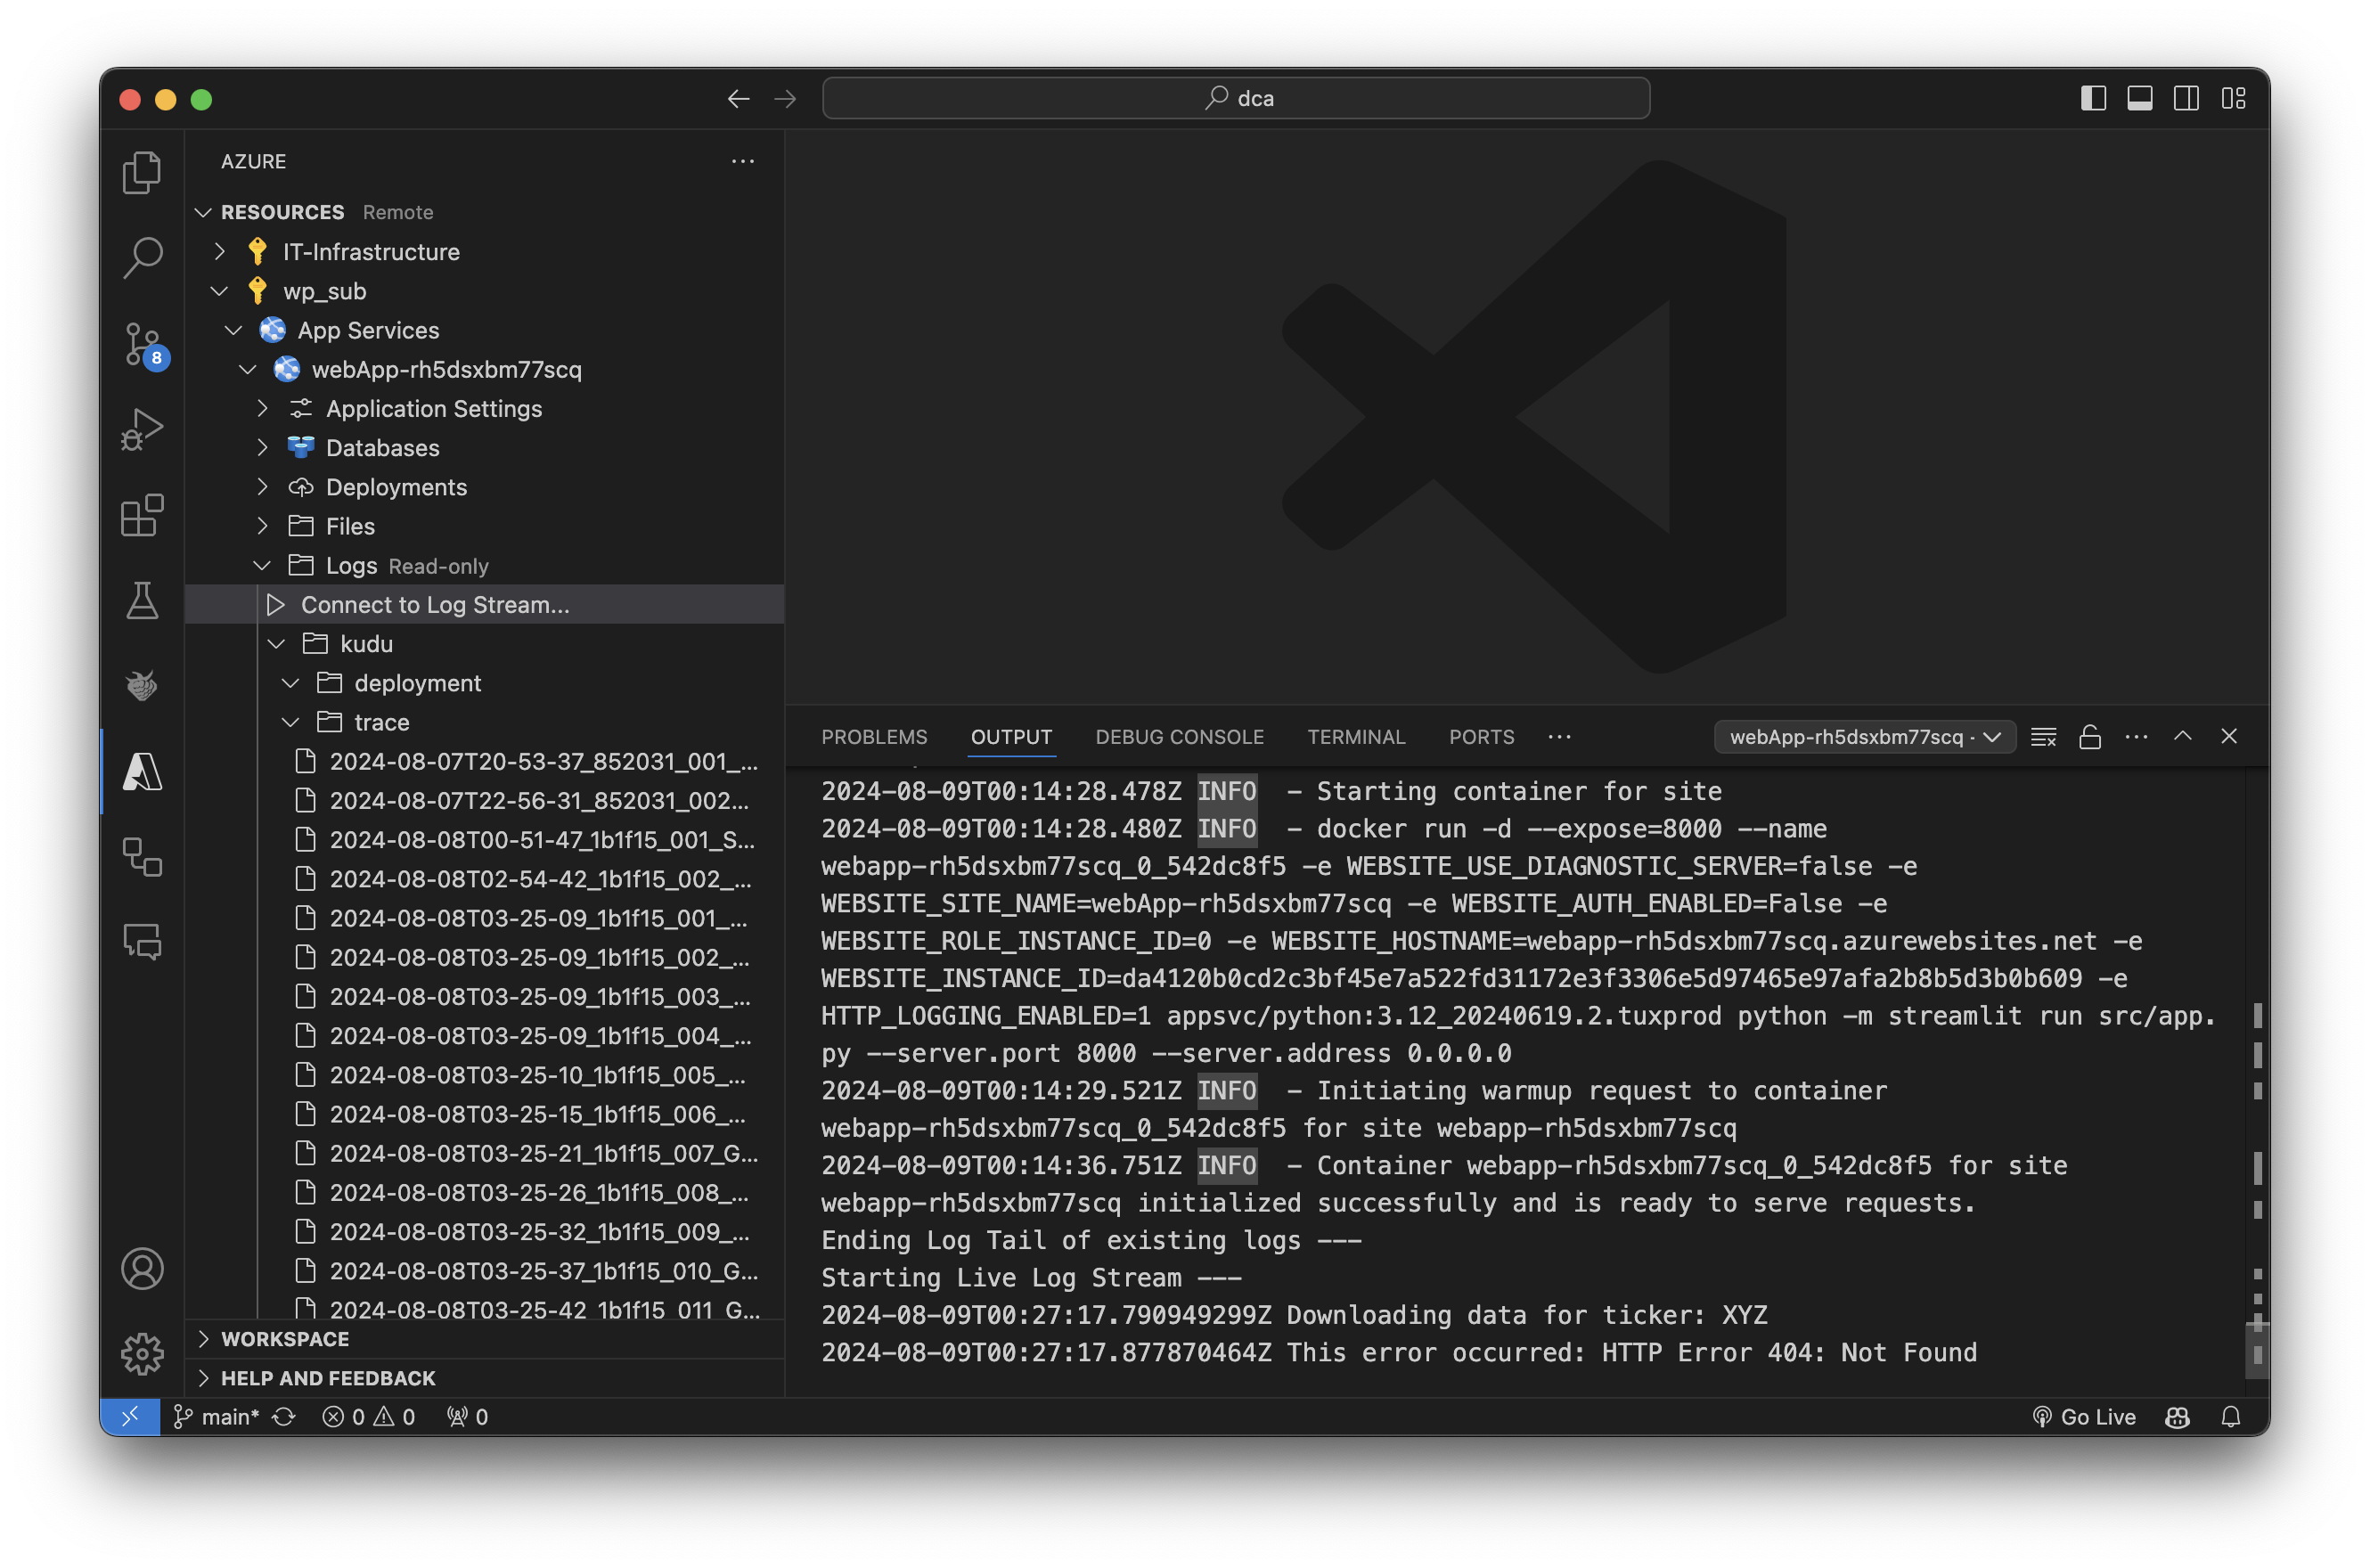 dca
AZURE
RESOURCES Remote
IT-Infrastructure
wp_sub
App Services
webApp-rh5dsxbm77scq
Application Settings
Databases
Deployments
Files
Logs Read-only
Connect to Log Stream...
kudu
deployment
trace
2024-08-07T20-53-37_852031_001_...
2024-08-07T22-56-31_852031_002...
2024-08-08T00-51-47_1b1f15_001_S...
2024-08-08T02-54-42_1b1f15_002_...
2024-08-08T03-25-09_1b1f15_001_...
2024-08-08T03-25-09_1b1f15_002_...
2024-08-08T03-25-09_1b1f15_003_...
2024-08-08T03-25-09_1b1f15_004_...
2024-08-08T03-25-10_1b1f15_005_...
2024-08-08T03-25-15_1b1f15_006_...
2024-08-08T03-25-21_1b1f15_007_G...
2024-08-08T03-25-26_1b1f15_008_...
2024-08-08T03-25-32_1b1f15_009_...
2024-08-08T03-25-37_1b1f15_010_G...
2024-08-08T03-25-42_1b1f15_011_G...
WORKSPACE
HELP AND FEEDBACK
8
PROBLEMS OUTPUT DEBUG CONSOLE TERMINAL PORTS ... webApp-rh5dsxbm77scq -
2024-08-09T00:14:28.478Z INFO - Starting container for site
2024-08-09T00:14:28.480Z INFO - docker run -d --expose=8000 --name
webapp-rh5dsxbm77scq_0_542dc8f5 -e WEBSITE_USE_DIAGNOSTIC_SERVER=false -e
WEBSITE_SITE_NAME=webApp-rh5dsxbm77scq -e WEBSITE_AUTH_ENABLED=False -e
WEBSITE_ROLE_INSTANCE_ID=0 -e WEBSITE_HOSTNAME=webapp-rh5dsxbm77scq.azurewebsites.net -e
WEBSITE_INSTANCE_ID=da4120b0cd2c3bf45e7a522fd31172e3f3306e5d97465e97afa2b8b5d3b0b609 -e
HTTP_LOGGING_ENABLED=1 appsvc/python:3.12_20240619.2.tuxprod python -m streamlit run src/app.
py --server.port 8000 --server.address 0.0.0.0
2024-08-09T00:14:29.521Z INFO - Initiating warmup request to container
webapp-rh5dsxbm77scq_0_542dc8f5 for site webapp-rh5dsxbm77scq
2024-08-09T00:14:36.751Z INFO - Container webapp-rh5dsxbm77scq_0_542dc8f5 for site
webapp-rh5dsxbm77scq initialized successfully and is ready to serve requests.
Ending Log Tail of existing logs ---
Starting Live Log Stream ---
2024-08-09T00:27:17.790949299Z Downloading data for ticker: XYZ
2024-08-09T00:27:17.877870464Z This error occurred: HTTP Error 404: Not Found
main* 0 0 0 Go Live